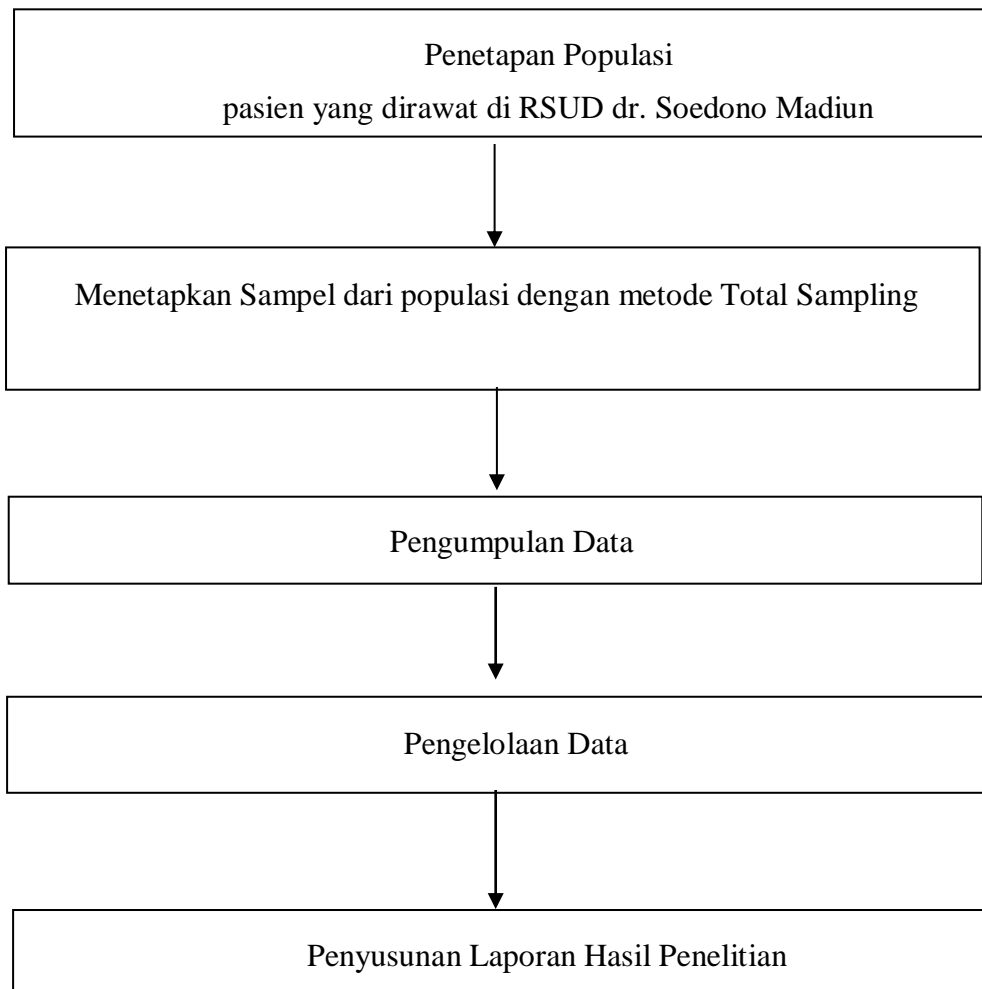 Penetapan Populasi
pasien yang dirawat di RSUD dr. Soedono Madiun
Menetapkan Sampel dari populasi dengan metode Total Sampling
Pengumpulan Data
Pengelolaan Data
Penyusunan Laporan Hasil Penelitian